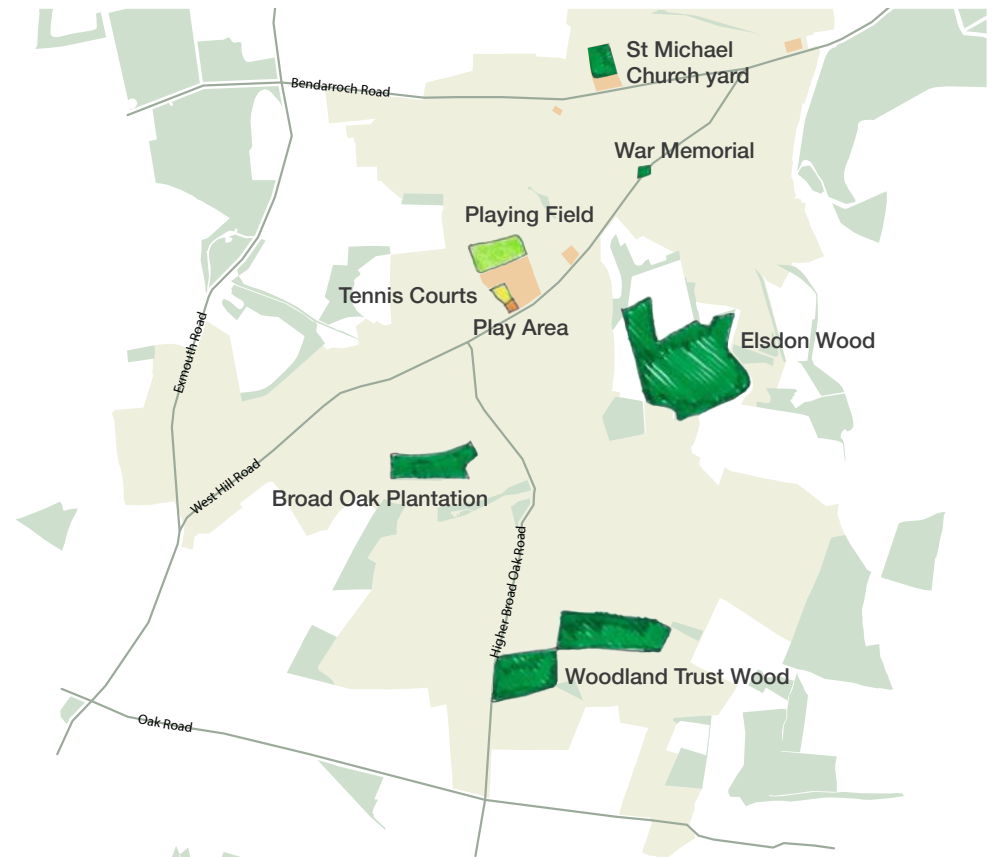 St Michael
Church yard
Bendarroch Road
War Memorial
Playing Field
Tennis Courts
Play Area
Elsdon Wood
Exmouth Road
West Hill Road
Broad Oak Plantation
Higher Broad Oak Road
Woodland Trust Wood
Oak Road